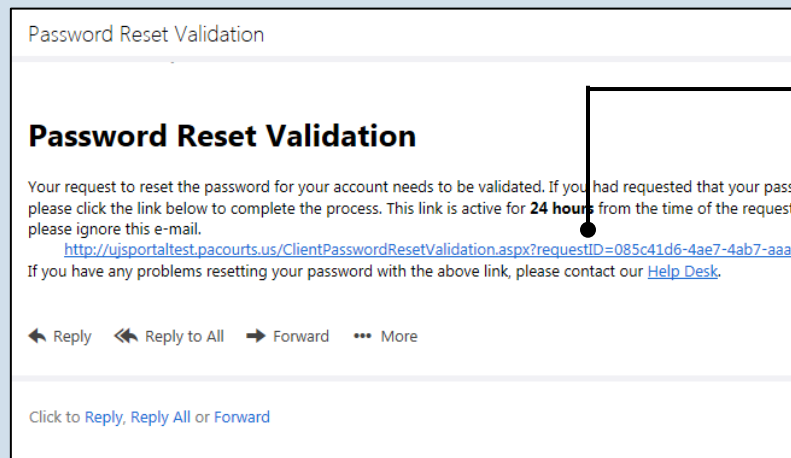 Password Reset Validation
Password Reset Validation
Your request to reset the password for your account needs to be validated. If you had requested that your pass
please click the link below to complete the process. This link is active for 24 hours from the time of the request
please ignore this e-mail.
http://ujsportaltest.pacourts.us/ClientPasswordResetValidation.aspx?requestID=085c41d6-4ae7-4ab7-aaa
If you have any problems resetting your password with the above link, please contact our Help Desk.
Reply Reply to All Forward ••• More
Click to Reply, Reply All or Forward